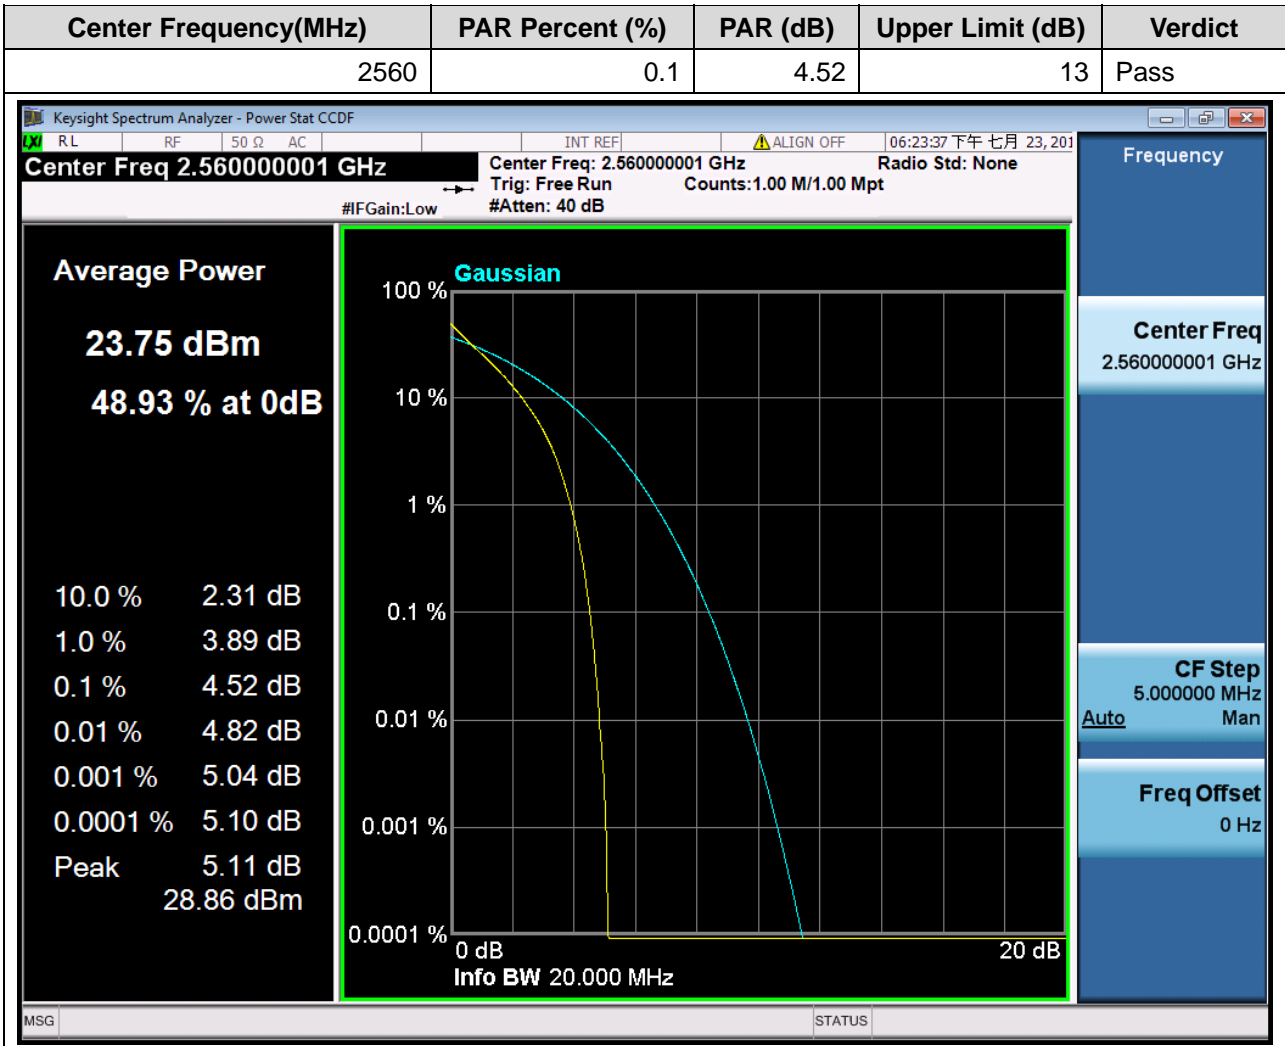 Center Frequency(MHz) PAR Percent (%) PAR (dB) Upper Limit (dB) Verdict
2560 0.1 4.52 13 Pass
Keysight Spectrum Analyzer - Power Stat CCDF
LXI RL RF 50 Ω AC INT REF ALIGN OFF 06:23:37 下午 七月 23, 201
Center Freq 2.560000001 GHz
Center Freq: 2.560000001 GHz Radio Std: None
Trig: Free Run Counts:1.00 M/1.00 Mpt
#IFGain:Low #Atten: 40 dB
Average Power
23.75 dBm
48.93 % at 0dB
10.0 % 2.31 dB
1.0 % 3.89 dB
0.1 % 4.52 dB
0.01 % 4.82 dB
0.001 % 5.04 dB
0.0001 % 5.10 dB
Peak 5.11 dB
28.86 dBm
Gaussian
100 %
10 %
1 %
0.1 %
0.01 %
0.001 %
0.0001 %
0 dB 20 dB
Info BW 20.000 MHz
Frequency
Center Freq
2.560000001 GHz
CF Step
5.000000 MHz
Auto Man
Freq Offset
0 Hz
MSG STATUS